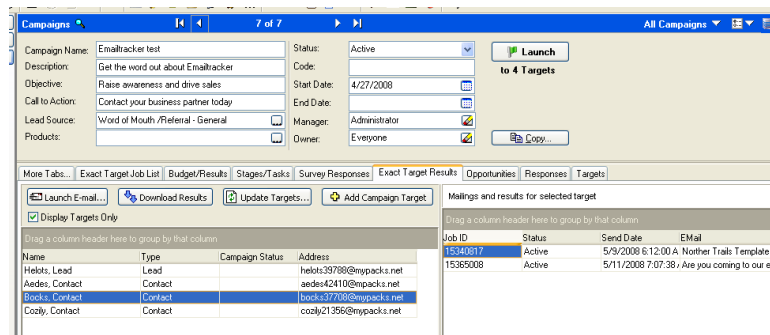 Campaigns 7 of 7 All Campaigns
Campaign Name: Emailtracker test Status: Active Launch
Description: Get the word out about Emailtracker Code: to 4 Targets
Objective: Raise awareness and drive sales Start Date: 4/27/2008
Call to Action: Contact your business partner today End Date:
Lead Source: Word of Mouth /Referral - General ... Manager: Administrator
Products: ... Owner: Everyone Copy...
More Tabs... Exact Target Job List Budget/Results Stages/Tasks Survey Responses Exact Target Results Opportunities Responses Targets
Launch E-mail... Download Results Update Targets... Add Campaign Target Mailings and results for selected target
Display Targets Only
Drag a column header here to group by that column
Drag a column header here to group by that column
Job ID Status Send Date EMail
Name Type Campaign Status Address
15340817 Active 5/9/2008 6:12:00 A Norther Trails Template
Helots, Lead Lead helots39788@mypacks.net
15365008 Active 5/11/2008 7:07:38 Are you coming to our e
Aedes, Contact Contact aedes42410@mpacks.net
Bocks, Contact Contact bocks37708@mypacks.net
Cozily, Contact Contact cozily21356@mypacks.net